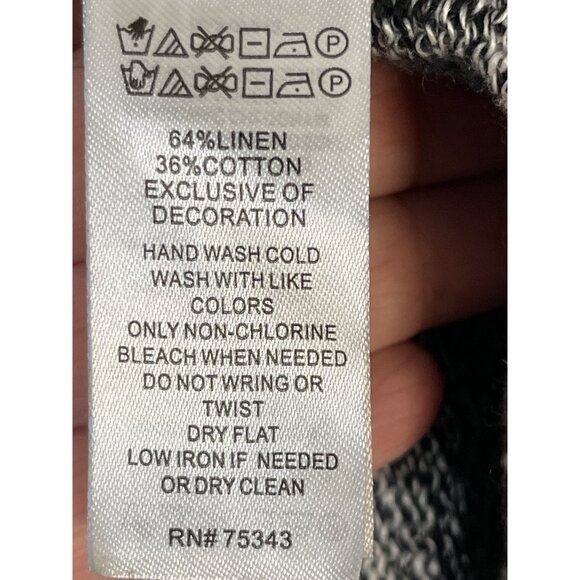 64%LINEN
36%COTTON
EXCLUSIVE OF
DECORATION
HAND WASH COLD
WASH WITH LIKE
COLORS
ONLY NON-CHLORINE
BLEACH WHEN NEEDED
DO NOT WRING OR
TWIST
DRY FLAT
LOW IRON IF NEEDED
OR DRY CLEAN
RN# 75343